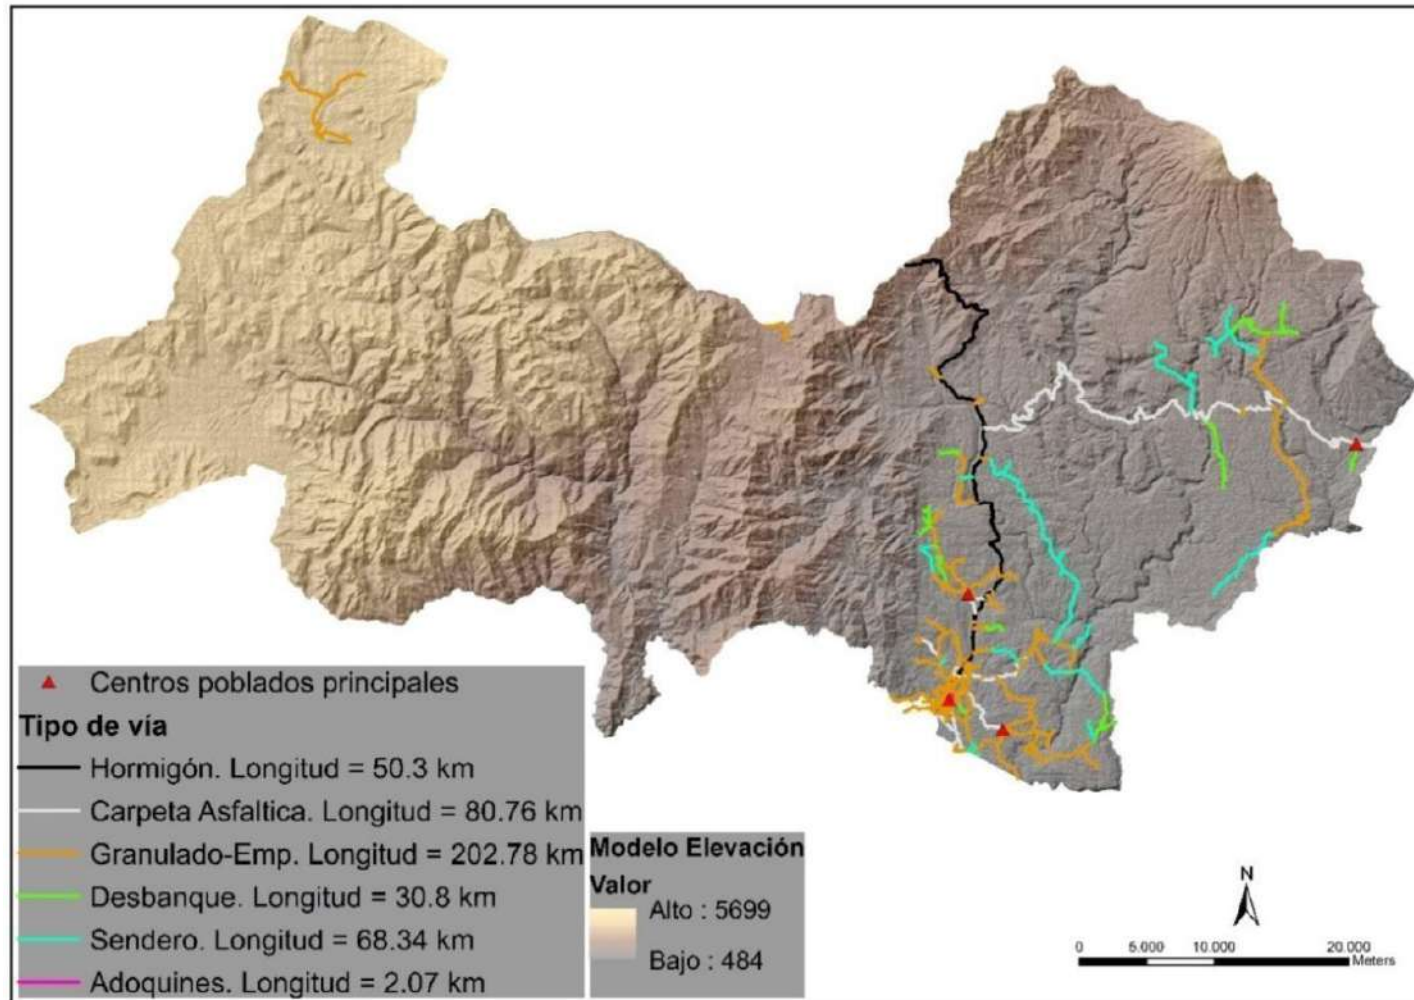 Centros poblados principales
Tipo de vía
Hormigón. Longitud = 50.3 km
Carpeta Asfaltica. Longitud = 80.76 km
Granulado-Emp. Longitud = 202.78 km
Desbanque. Longitud = 30.8 km
Sendero. Longitud = 68.34 km
Adoquines. Longitud = 2.07 km
Modelo Elevación
Valor
Alto : 5699
Bajo : 484
N
0 5.000 10.000 20.000
Meters